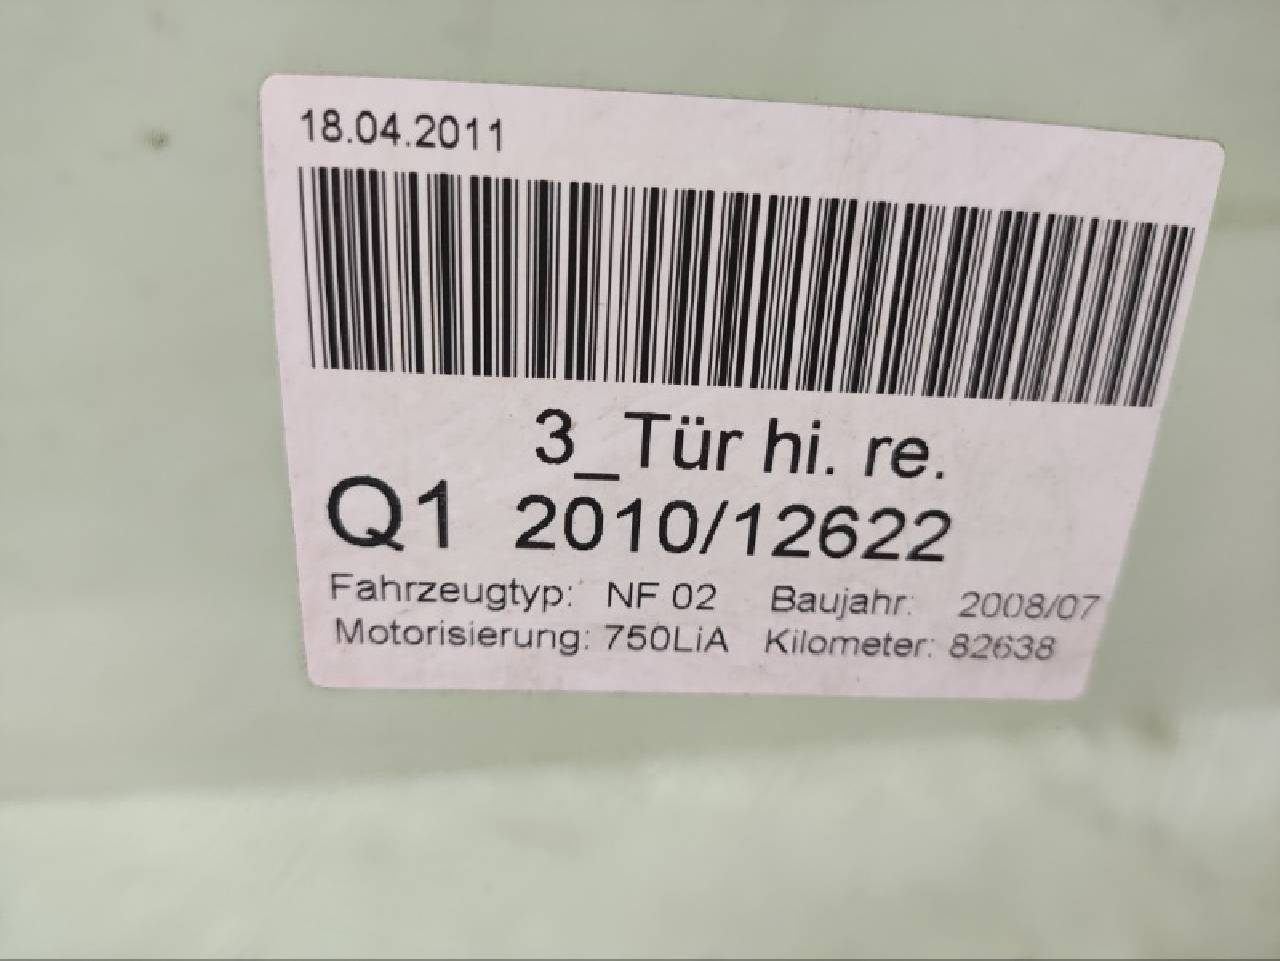 18.04.2011
3_Tür hi. re.
Q1 2010/12622
Fahrzeugtyp: NF 02 Baujahr: 2008/07
Motorisierung: 750LiA Kilometer: 82638